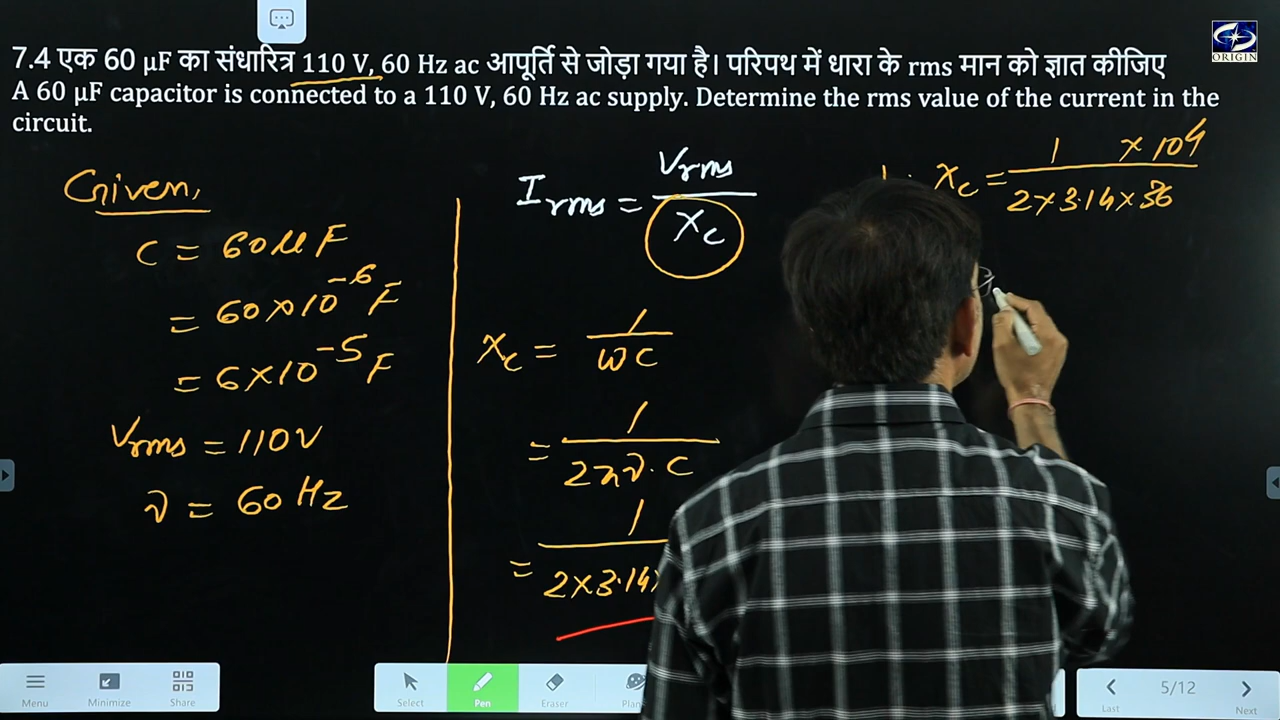 7.4 एक 60 μF का संधारित्र 110 V, 60 Hz ac आपूर्ति से जोड़ा गया है। परिपथ में धारा के rms मान को ज्ञात कीजिए
A 60 μF capacitor is connected to a 110 V, 60 Hz ac supply. Determine the rms value of the current in the
circuit.
ORIGIN
Given,
C = 60μF
= 60×10⁻⁶ F
= 6×10⁻⁵ F
Vrms = 110V
ν = 60 Hz
Irms = Vrms / Xc
Xc = 1 / ωC
= 1 / 2πν·C
= 1 / 2×3.14×
Xc = 1 × 10⁴ / 2×3.14×36
Menu Minimize Share Select Pen Eraser Last 5/12 Next